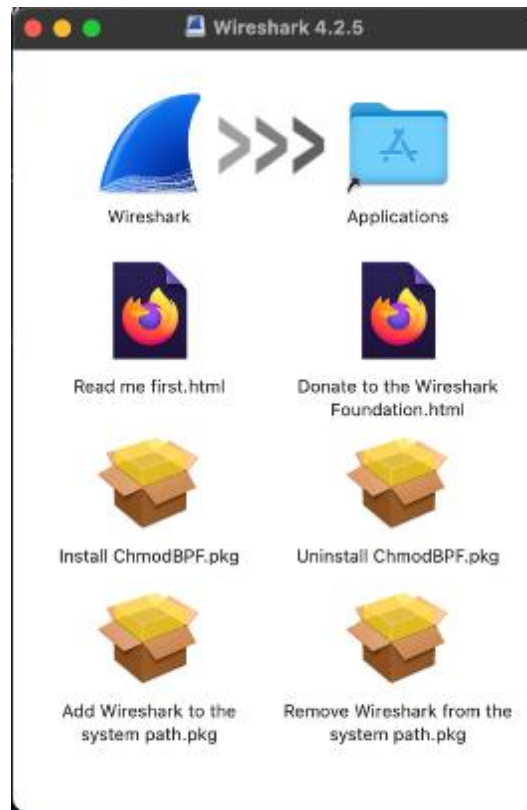 Wireshark 4.2.5
Wireshark
Applications
Read me first.html
Donate to the Wireshark
Foundation.html
Install ChmodBPF.pkg
Uninstall ChmodBPF.pkg
Add Wireshark to the
system path.pkg
Remove Wireshark from the
system path.pkg